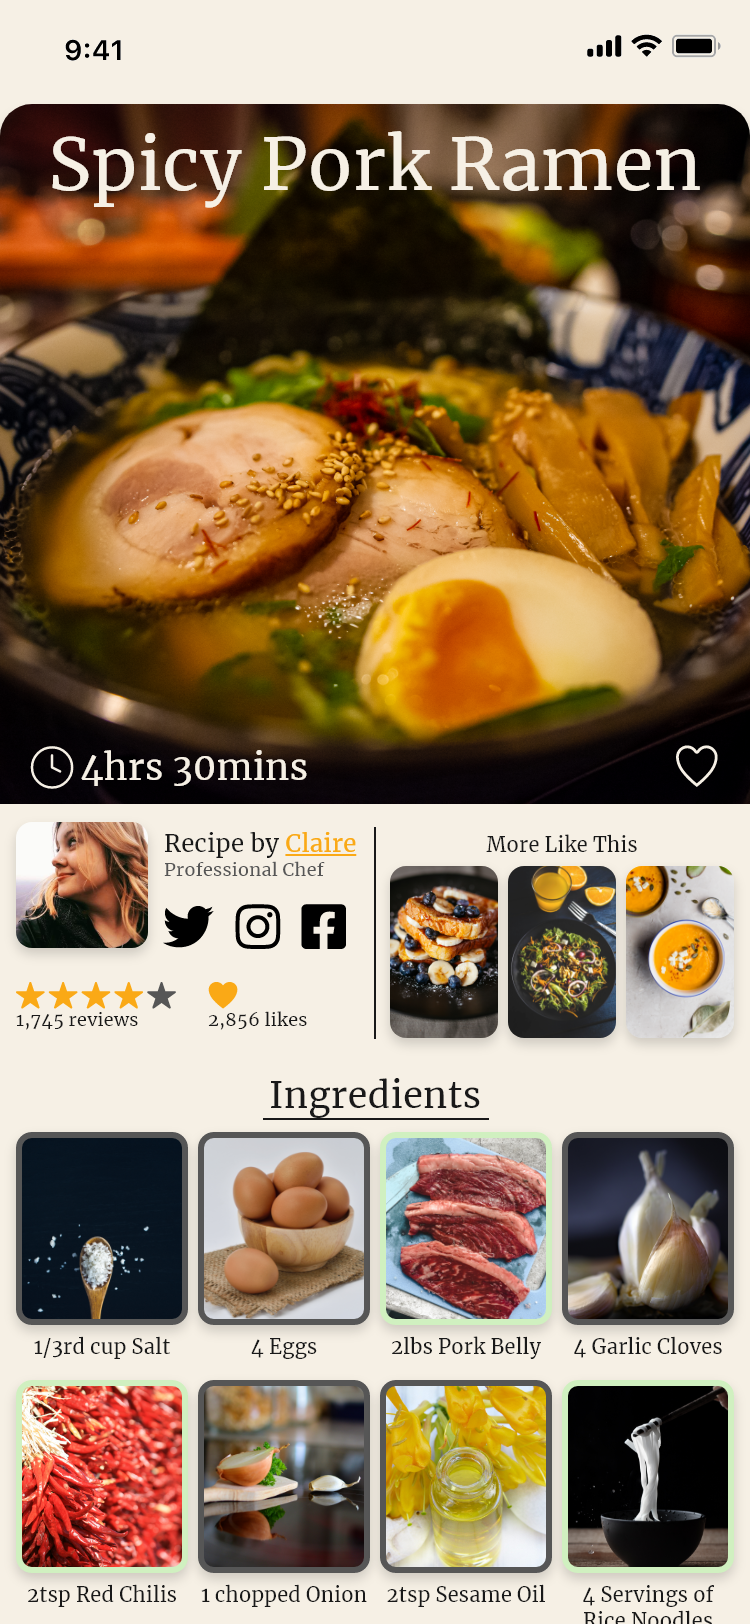 9:41
Spicy Pork Ramen
4hrs 30mins
Recipe by Claire
Professional Chef
1,745 reviews
2,856 likes
More Like This
Ingredients
1/3rd cup Salt
4 Eggs
2lbs Pork Belly
4 Garlic Cloves
2tsp Red Chilis
1 chopped Onion
2tsp Sesame Oil
4 Servings of
Rice Noodles